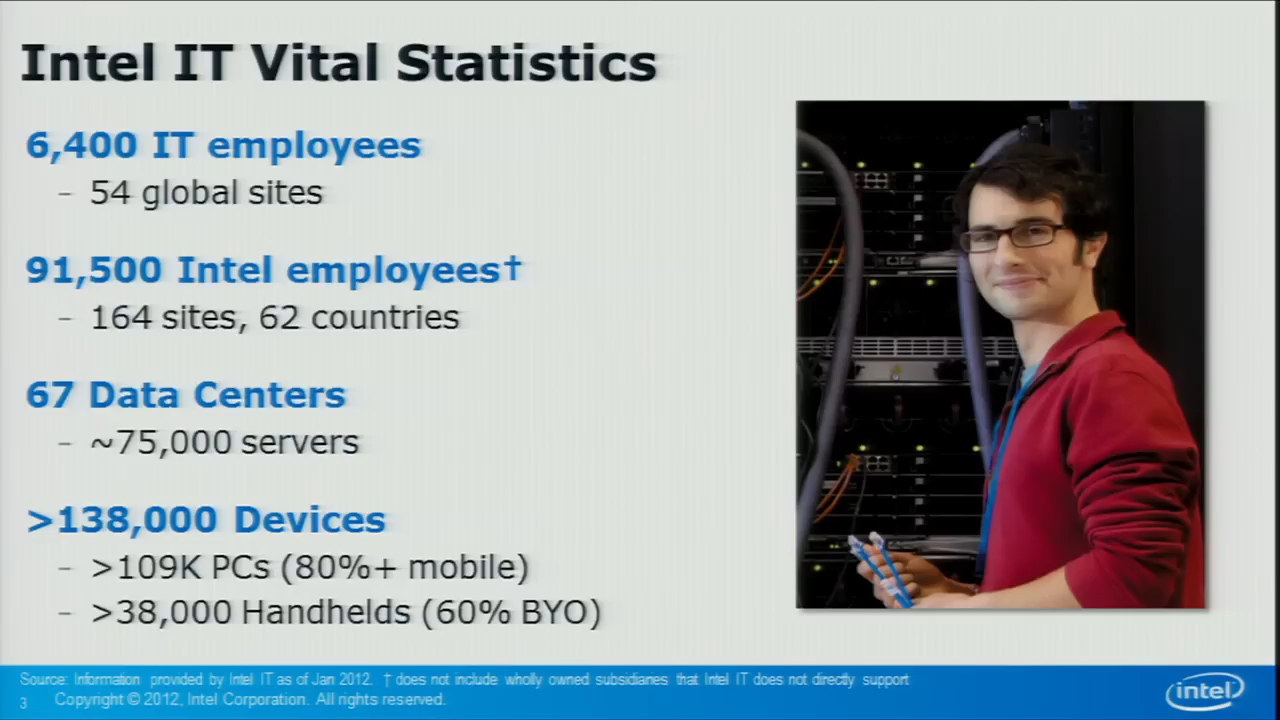 Intel IT Vital Statistics
6,400 IT employees
– 54 global sites
91,500 Intel employees†
– 164 sites, 62 countries
67 Data Centers
– ~75,000 servers
>138,000 Devices
– >109K PCs (80%+ mobile)
– >38,000 Handhelds (60% BYO)
Source: Information provided by Intel IT as of Jan 2012. † does not include wholly owned subsidiaries that Intel IT does not directly support
3 Copyright © 2012, Intel Corporation. All rights reserved.
intel